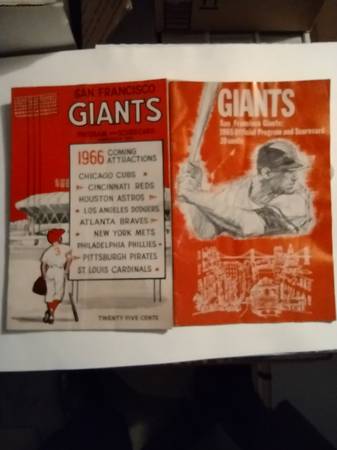 SAN FRANCISCO
GIANTS
PROGRAM and SCORECARD
1966 COMING
ATTRACTIONS
CHICAGO CUBS
CINCINNATI REDS
HOUSTON ASTROS
LOS ANGELES DODGERS
ATLANTA BRAVES
NEW YORK METS
PHILADELPHIA PHILLIES
PITTSBURGH PIRATES
ST. LOUIS CARDINALS
TWENTY FIVE CENTS
GIANTS
San Francisco Giants
1965 Official Program and Scorecard